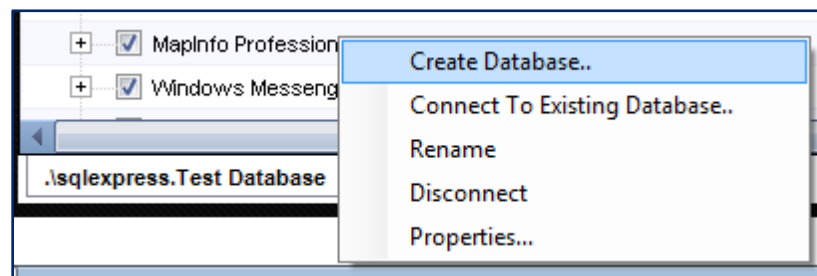 MapInfo Profession
Windows Messeng
.\sqlexpress.Test Database
Create Database..
Connect To Existing Database..
Rename
Disconnect
Properties...